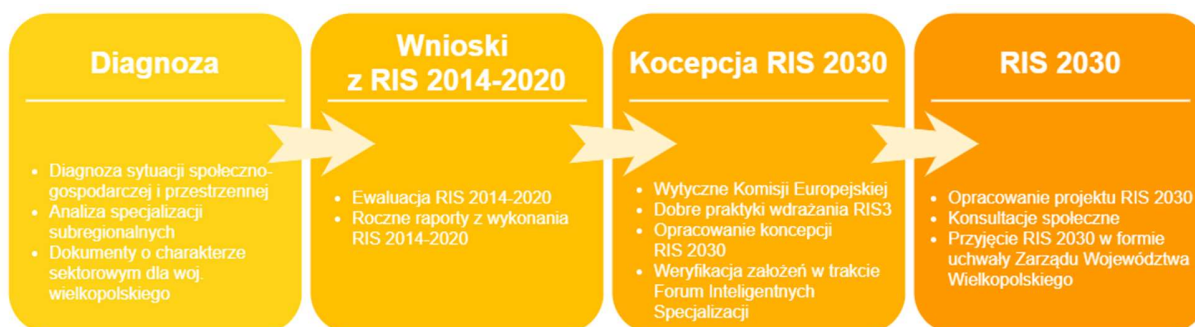 Diagnoza
• Diagnoza sytuacji społeczno-
gospodarczej i przestrzennej
• Analiza specjalizacji
subregionalnych
• Dokumenty o charakterze
sektorowym dla woj.
wielkopolskiego
Wnioski
z RIS 2014-2020
• Ewaluacja RIS 2014-2020
• Roczne raporty z wykonania
RIS 2014-2020
Kocepcja RIS 2030
• Wytyczne Komisji Europejskiej
• Dobre praktyki wdrażania RIS3
• Opracowanie koncepcji
RIS 2030
• Weryfikacja założeń w trakcie
Forum Inteligentnych
Specjalizacji
RIS 2030
• Opracowanie projektu RIS 2030
• Konsultacje społeczne
• Przyjęcie RIS 2030 w formie
uchwały Zarządu Województwa
Wielkopolskiego